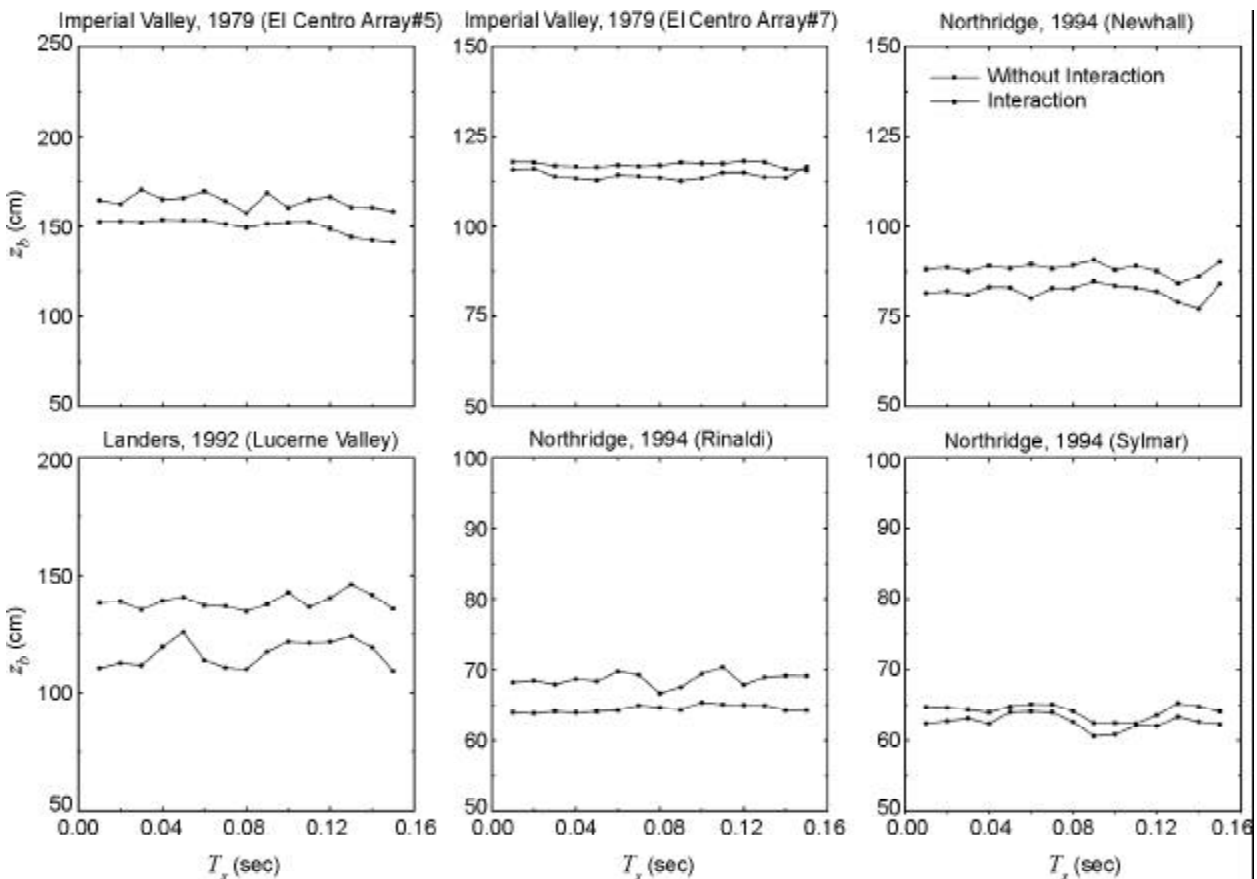 Imperial Valley, 1979 (El Centro Array#5)
Imperial Valley, 1979 (El Centro Array#7)
Northridge, 1994 (Newhall)
250
200
150
100
50
z_b (cm)
150
125
100
75
50
150
125
100
75
50
Without Interaction
Interaction
Landers, 1992 (Lucerne Valley)
Northridge, 1994 (Rinaldi)
Northridge, 1994 (Sylmar)
200
150
100
50
z_b (cm)
100
90
80
70
60
50
100
90
80
70
60
50
0.00 0.04 0.08 0.12 0.16
0.00 0.04 0.08 0.12 0.16
0.00 0.04 0.08 0.12 0.16
T_s (sec)
T_s (sec)
T_s (sec)